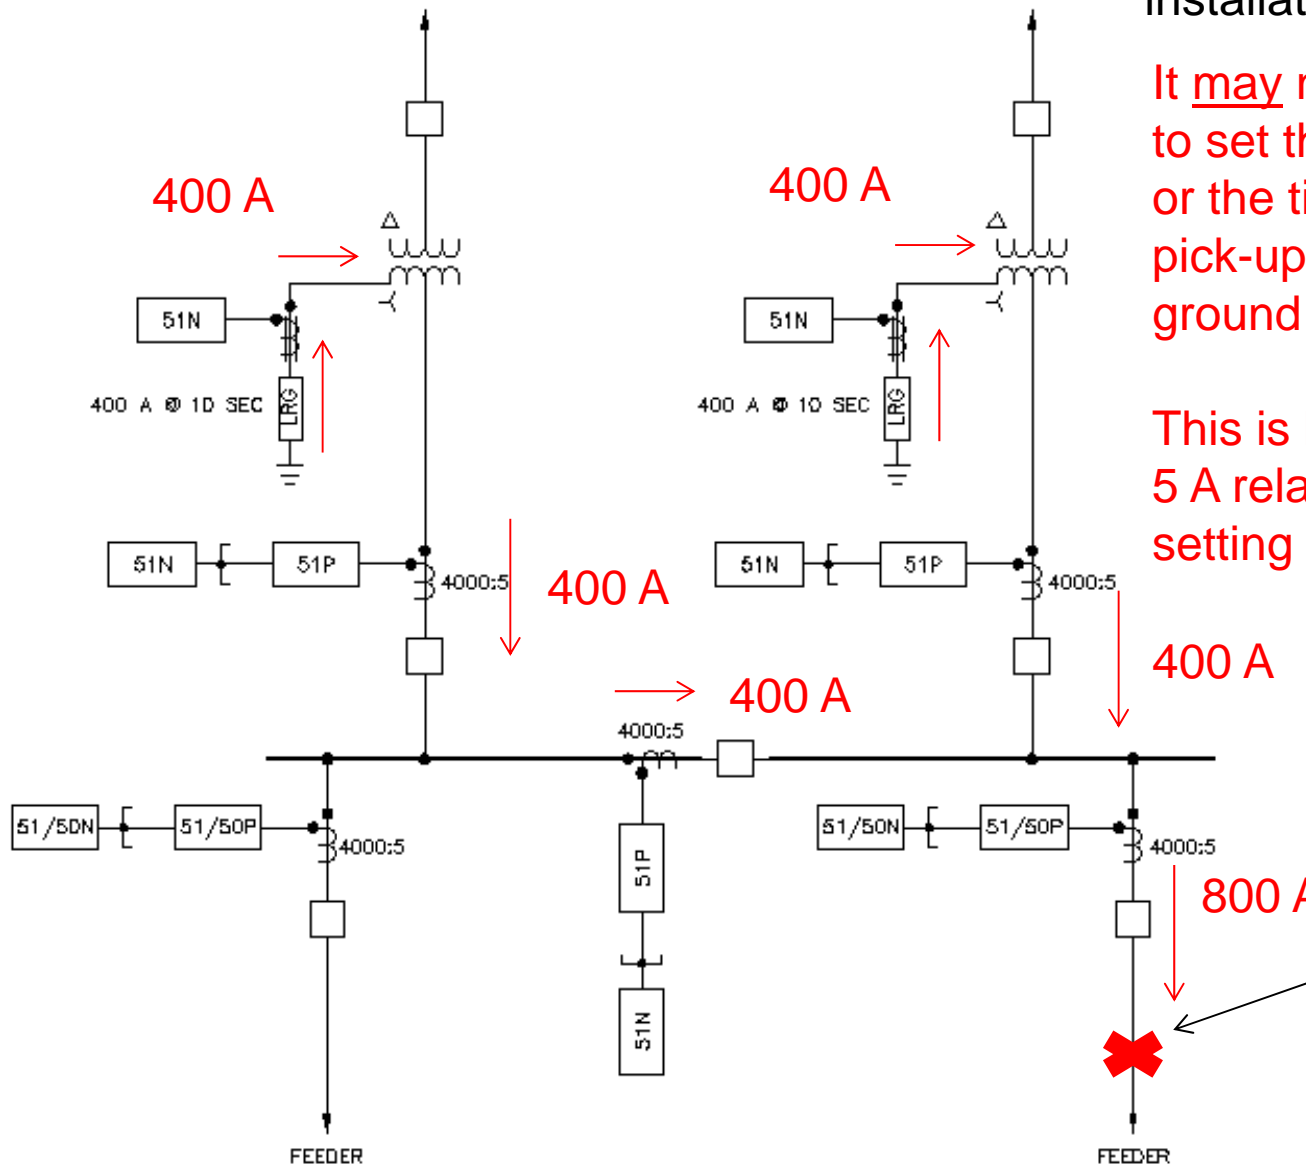 installat
It may r
to set th
or the ti
pick-up
ground
This is
5 A rela
setting
400 A
400 A
51N
51N
400 A @ 10 SEC
LRG
400 A @ 10 SEC
LRG
51N
51P
4000:5
51N
51P
4000:5
400 A
400 A
400 A
4000:5
51/50N
51/50P
4000:5
51P
51N
51/50N
51/50P
4000:5
800 A
FEEDER
FEEDER